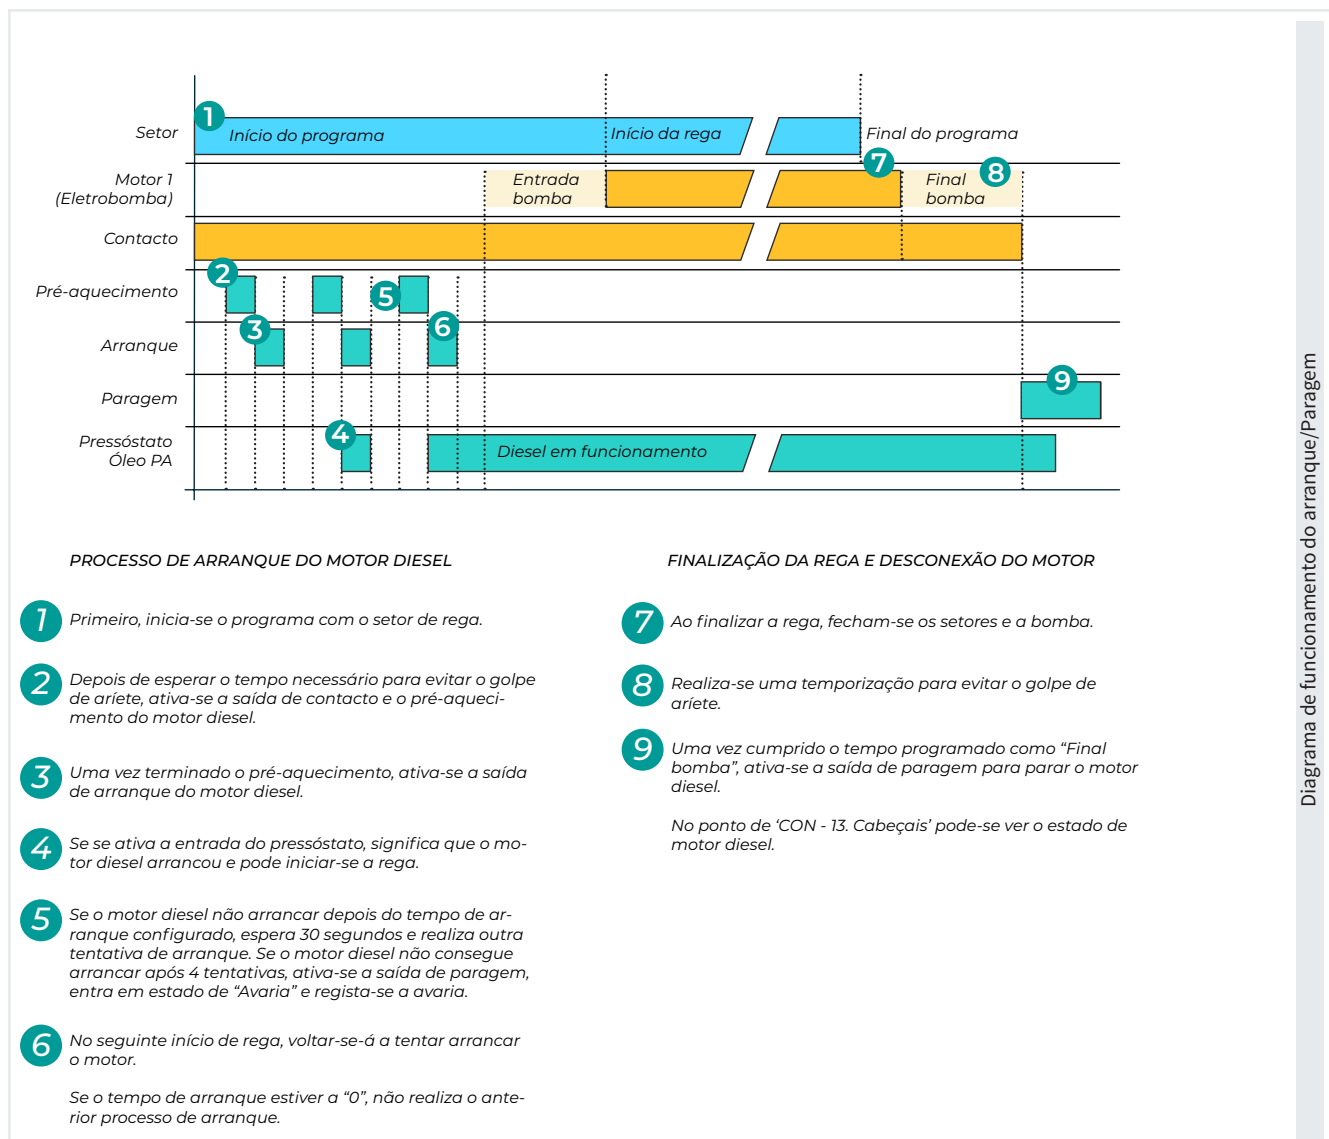 1
Setor
Início do programa
Início da rega
Final do programa
7
Motor 1
(Eletrobomba)
Entrada
bomba
Final
bomba
8
Contacto
2
Pré-aquecimento
5
3
6
Arranque
Paragem
9
4
Pressóstato
Óleo PA
Diesel em funcionamento
Diagrama de funcionamento do arranque/Paragem
PROCESSO DE ARRANQUE DO MOTOR DIESEL
1
Primeiro, inicia-se o programa com o setor de rega.
2
Depois de esperar o tempo necessário para evitar o golpe
de aríete, ativa-se a saída de contacto e o pré-aqueci-
mento do motor diesel.
3
Uma vez terminado o pré-aquecimento, ativa-se a saída
de arranque do motor diesel.
4
Se se ativa a entrada do pressóstato, significa que o mo-
tor diesel arrancou e pode iniciar-se a rega.
5
Se o motor diesel não arrancar depois do tempo de ar-
ranque configurado, espera 30 segundos e realiza outra
tentativa de arranque. Se o motor diesel não consegue
arrancar após 4 tentativas, ativa-se a saída de paragem,
entra em estado de “Avaria” e regista-se a avaria.
6
No seguinte início de rega, voltar-se-á a tentar arrancar
o motor.
Se o tempo de arranque estiver a “0”, não realiza o ante-
rior processo de arranque.
FINALIZAÇÃO DA REGA E DESCONEXÃO DO MOTOR
7
Ao finalizar a rega, fecham-se os setores e a bomba.
8
Realiza-se uma temporização para evitar o golpe de
aríete.
9
Uma vez cumprido o tempo programado como “Final
bomba”, ativa-se a saída de paragem para parar o motor
diesel.
No ponto de ‘CON - 13. Cabeçais’ pode-se ver o estado de
motor diesel.